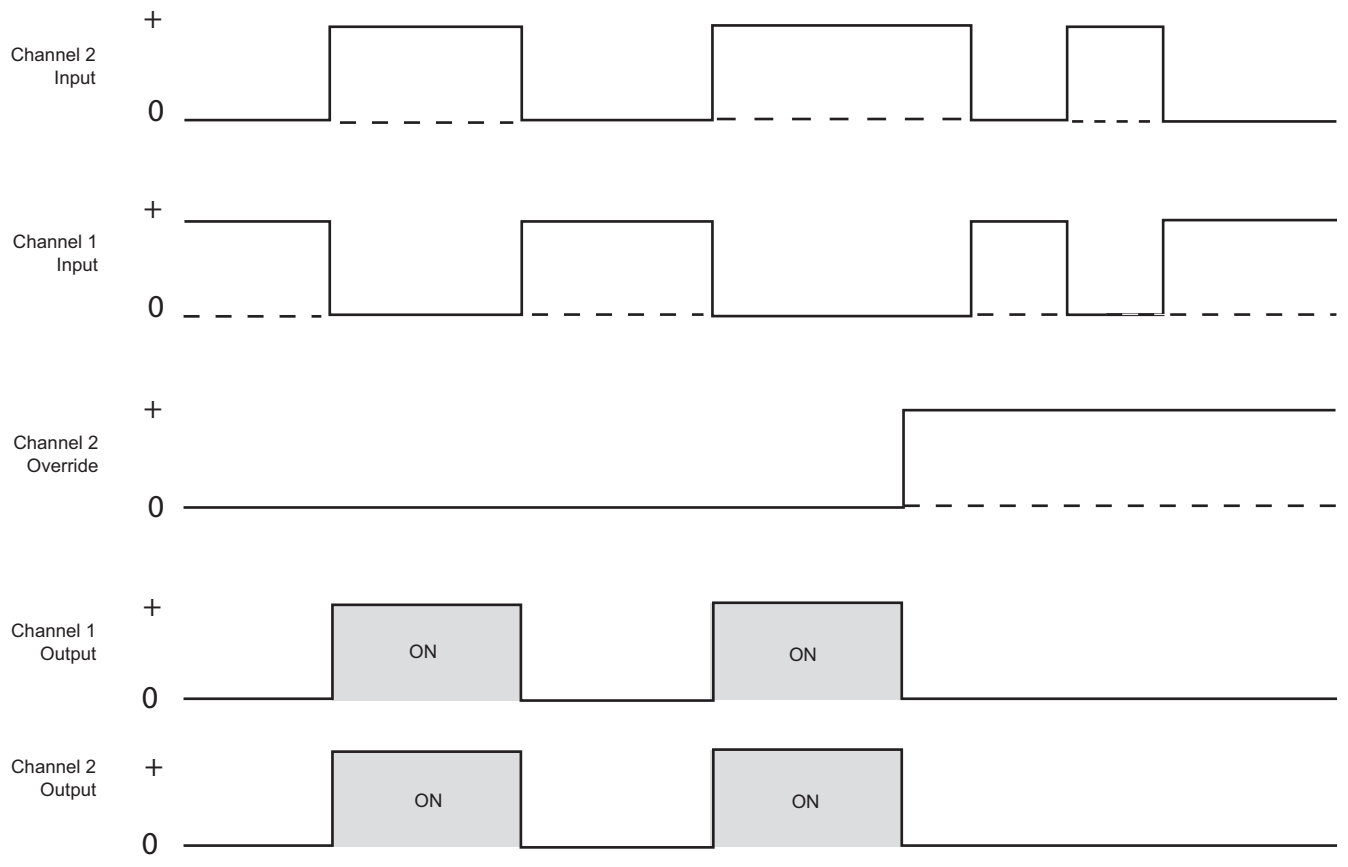 +
Channel 2
Input
0
+
Channel 1
Input
0
+
Channel 2
Override
0
+
Channel 1
Output
ON
ON
0
Channel 2
Output
+
ON
ON
0